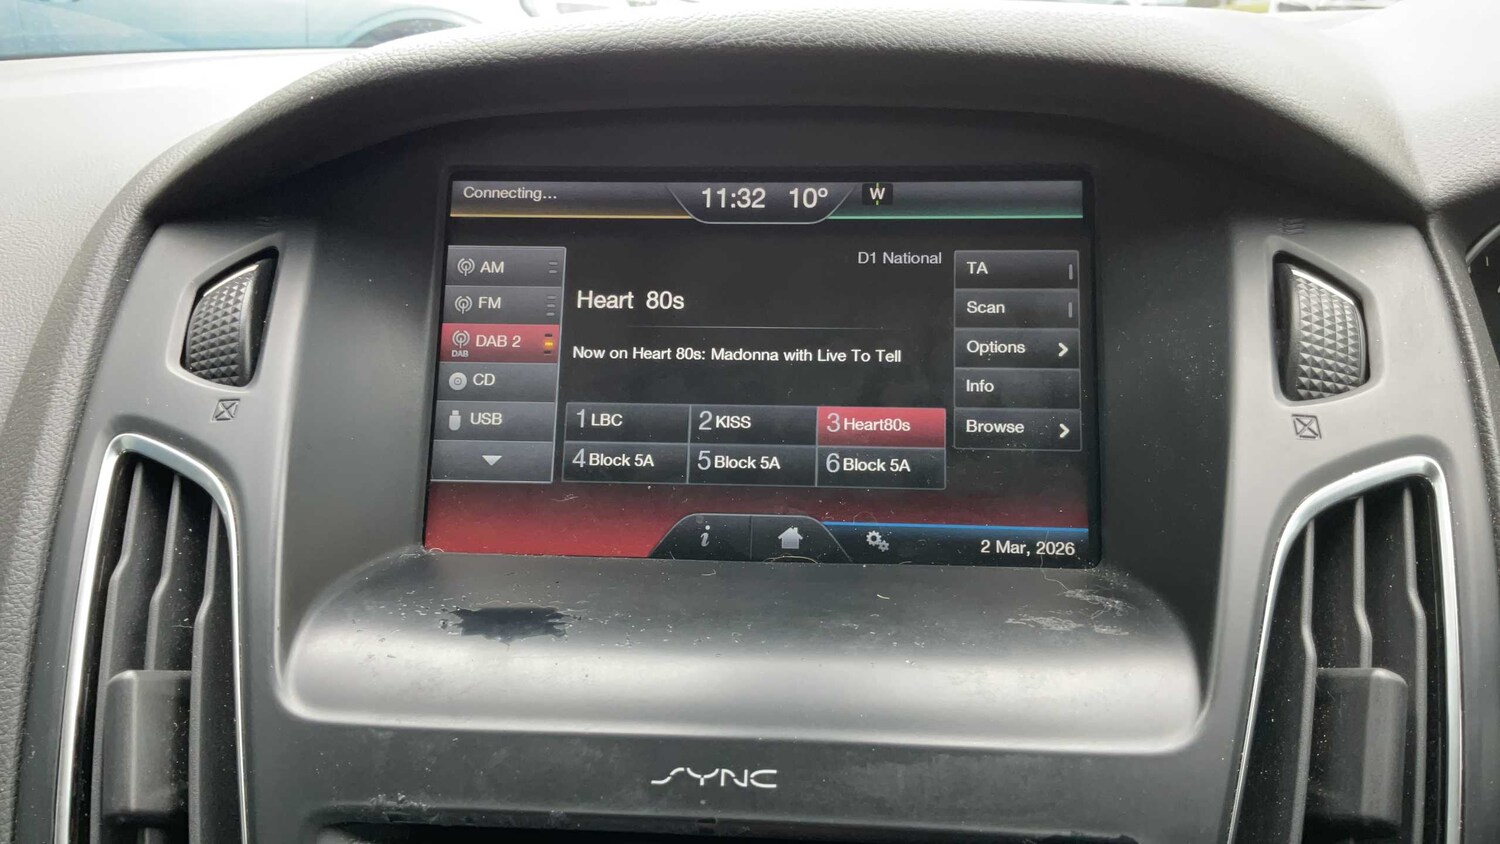 Connecting...
11:32 10° W
AM
FM
DAB 2
DAB
CD
USB
D1 National
Heart 80s
Now on Heart 80s: Madonna with Live To Tell
1 LBC
2 KISS
3 Heart80s
4 Block 5A
5 Block 5A
6 Block 5A
TA
Scan
Options
Info
Browse
i
2 Mar, 2026
SYNC